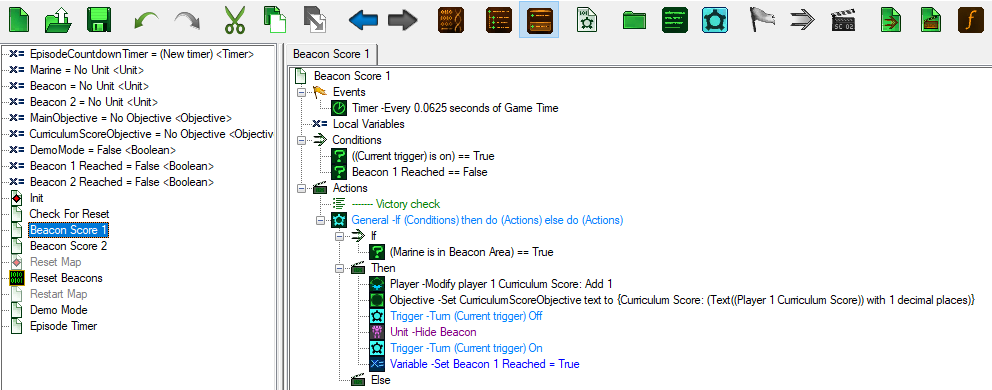 SC 02
EpisodeCountdownTimer = (New timer) <Timer>
Marine = No Unit <Unit>
Beacon = No Unit <Unit>
Beacon 2 = No Unit <Unit>
MainObjective = No Objective <Objective>
CurriculumScoreObjective = No Objective <Objectiv
DemoMode = False <Boolean>
Beacon 1 Reached = False <Boolean>
Beacon 2 Reached = False <Boolean>
Init
Check For Reset
Beacon Score 1
Beacon Score 2
Reset Map
Reset Beacons
Restart Map
Demo Mode
Episode Timer
Beacon Score 1
Beacon Score 1
Events
Timer -Every 0.0625 seconds of Game Time
Local Variables
Conditions
((Current trigger) is on) == True
Beacon 1 Reached == False
Actions
------- Victory check
General -If (Conditions) then do (Actions) else do (Actions)
If
(Marine is in Beacon Area) == True
Then
Player -Modify player 1 Curriculum Score: Add 1
Objective -Set CurriculumScoreObjective text to {Curriculum Score: (Text((Player 1 Curriculum Score)) with 1 decimal places)}
Trigger -Turn (Current trigger) Off
Unit -Hide Beacon
Trigger -Turn (Current trigger) On
Variable -Set Beacon 1 Reached = True
Else